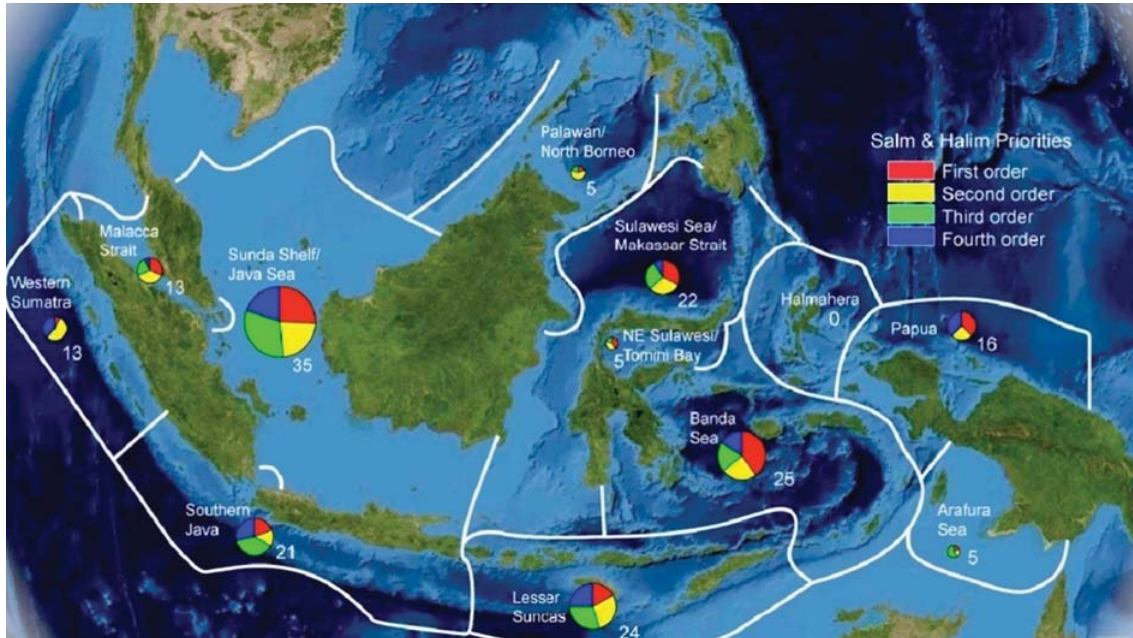 Palawan/
North Borneo
5
Salm & Halim Priorities
First order
Second order
Third order
Fourth order
Malacca
Strait
13
Sunda Shelf/
Java Sea
35
Sulawesi Sea/
Makassar Strait
22
Western
Sumatra
13
Halmahera
0
Papua
16
NE Sulawesi/
Tomini Bay
5
Banda
Sea
25
Southern
Java
21
Arafura
Sea
5
Lesser
Suncas
24